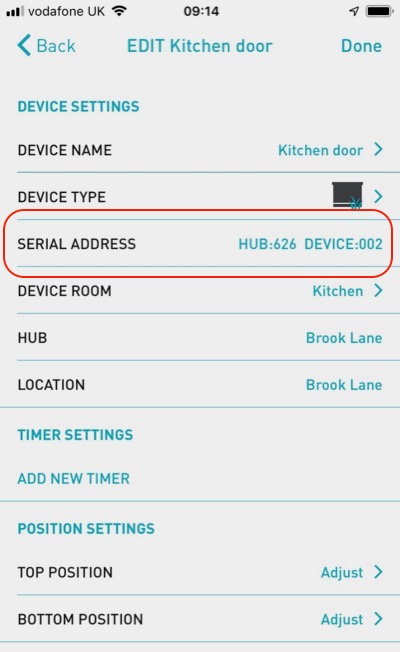 vodafone UK 09:14
Back EDIT Kitchen door Done
DEVICE SETTINGS
DEVICE NAME Kitchen door
DEVICE TYPE
SERIAL ADDRESS HUB:626 DEVICE:002
DEVICE ROOM Kitchen
HUB Brook Lane
LOCATION Brook Lane
TIMER SETTINGS
ADD NEW TIMER
POSITION SETTINGS
TOP POSITION Adjust
BOTTOM POSITION Adjust